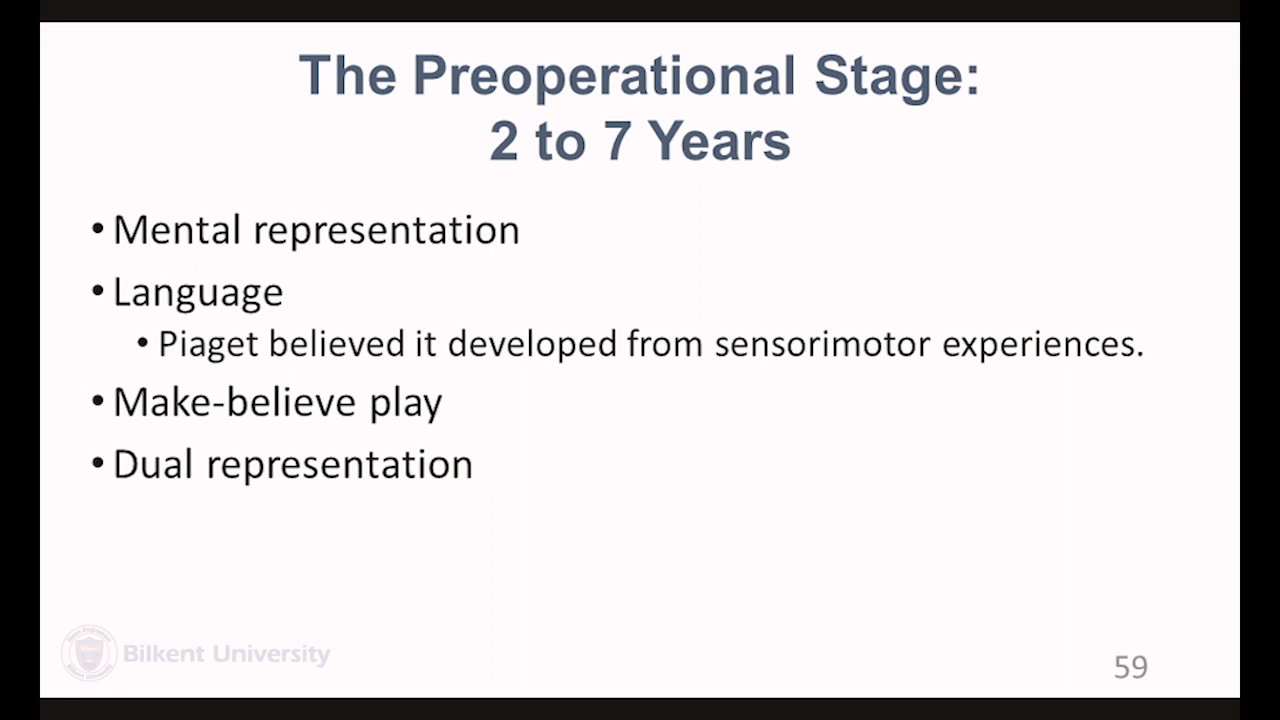 The Preoperational Stage:
2 to 7 Years
• Mental representation
• Language
• Piaget believed it developed from sensorimotor experiences.
• Make-believe play
• Dual representation
Bilkent University
59